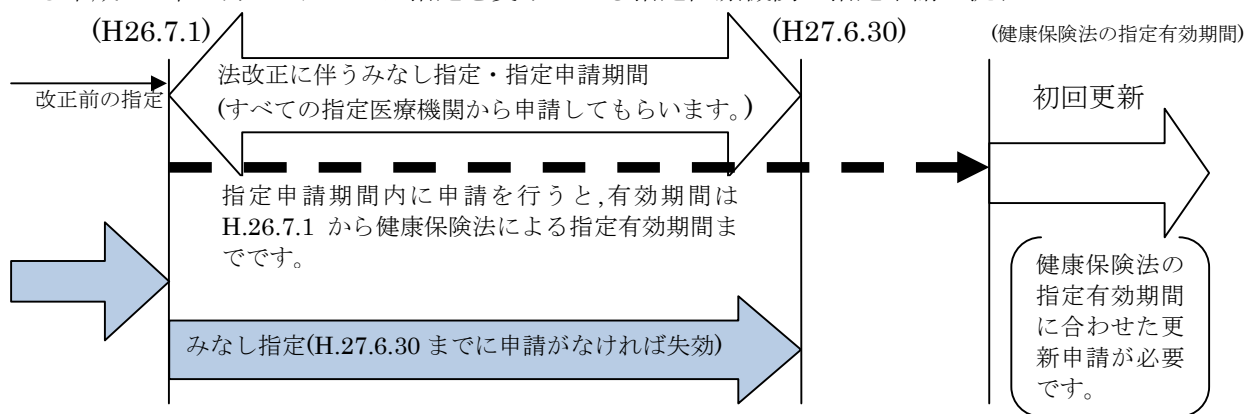 (H26.7.1)
(H27.6.30)
(健康保険法の指定有効期間)
法改正に伴うみなし指定・指定申請期間
(すべての指定医療機関から申請してもらいます。)
改正前の指定
初回更新
指定申請期間内に申請を行うと,有効期間は
H.26.7.1 から健康保険法による指定有効期間ま
でです。
健康保険法の
指定有効期間
に合わせた更
新申請が必要
です。
みなし指定(H.27.6.30 までに申請がなければ失効)